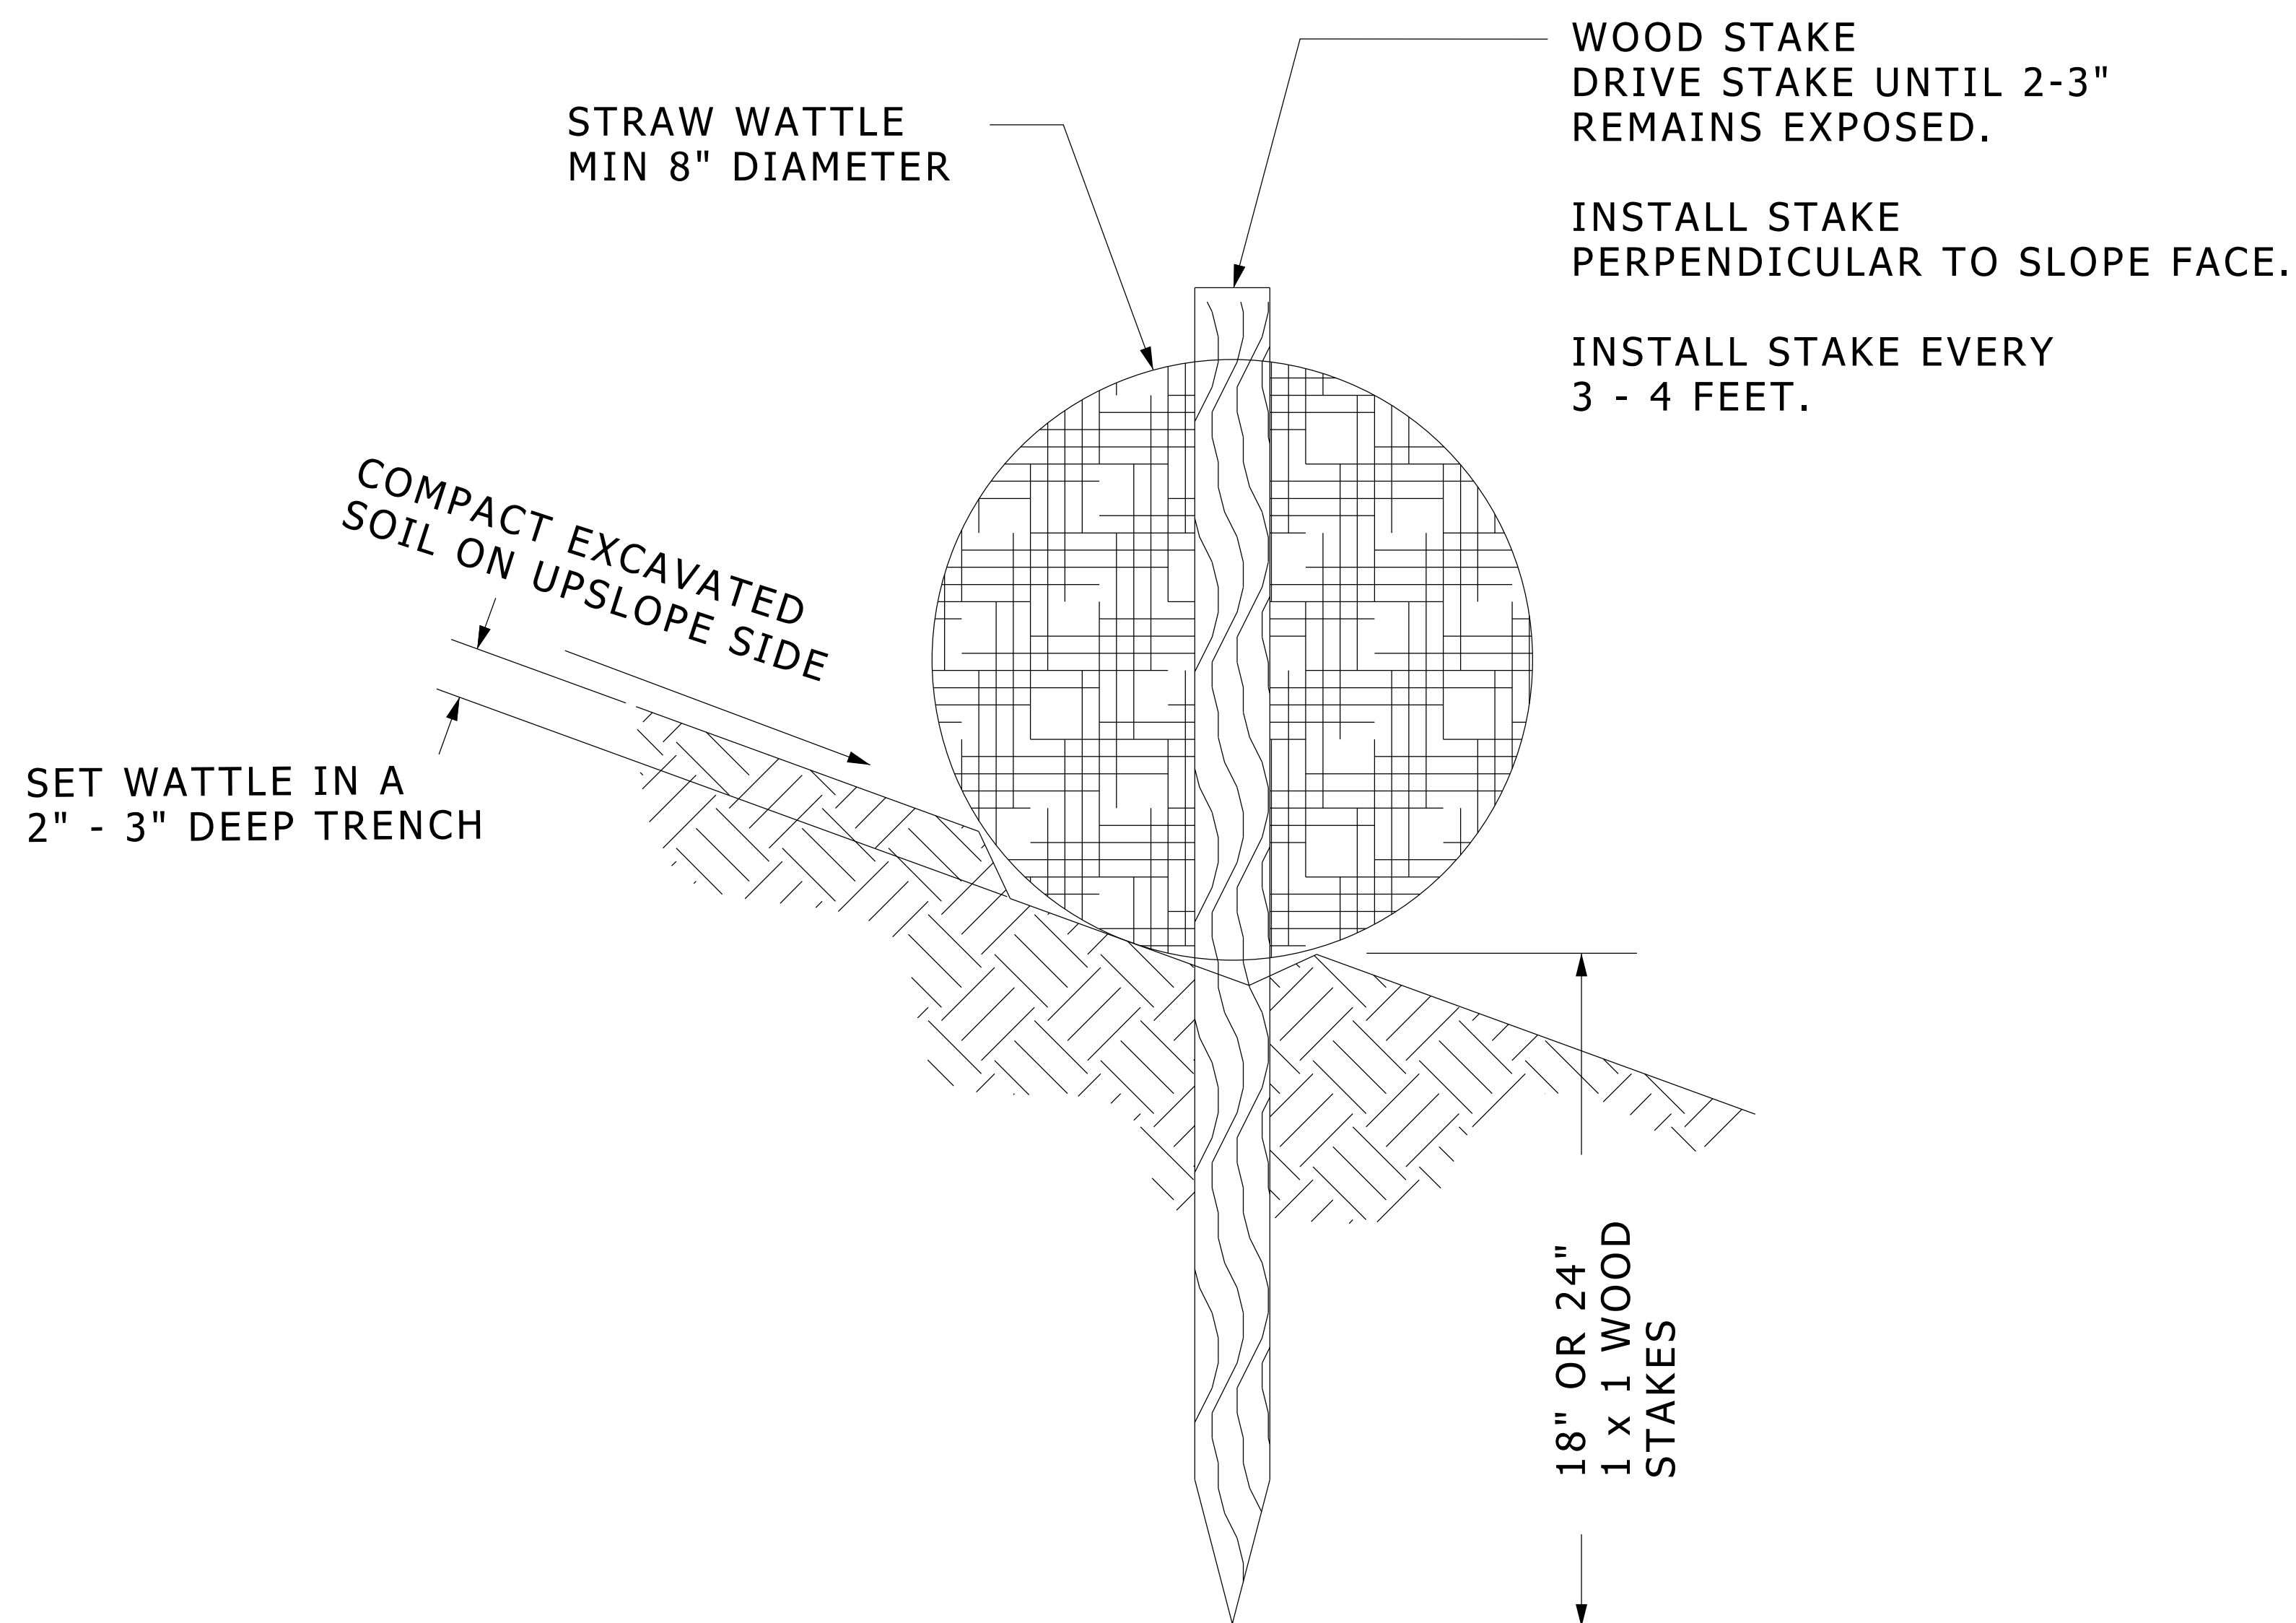 STRAW WATTLE
MIN 8" DIAMETER
WOOD STAKE
DRIVE STAKE UNTIL 2-3"
REMAINS EXPOSED.
INSTALL STAKE
PERPENDICULAR TO SLOPE FACE.
INSTALL STAKE EVERY
3 - 4 FEET.
COMPACT EXCAVATED
SOIL ON UPSLOPE SIDE
SET WATTLE IN A
2" - 3" DEEP TRENCH
18" OR 24"
1 x 1 WOOD
STAKES